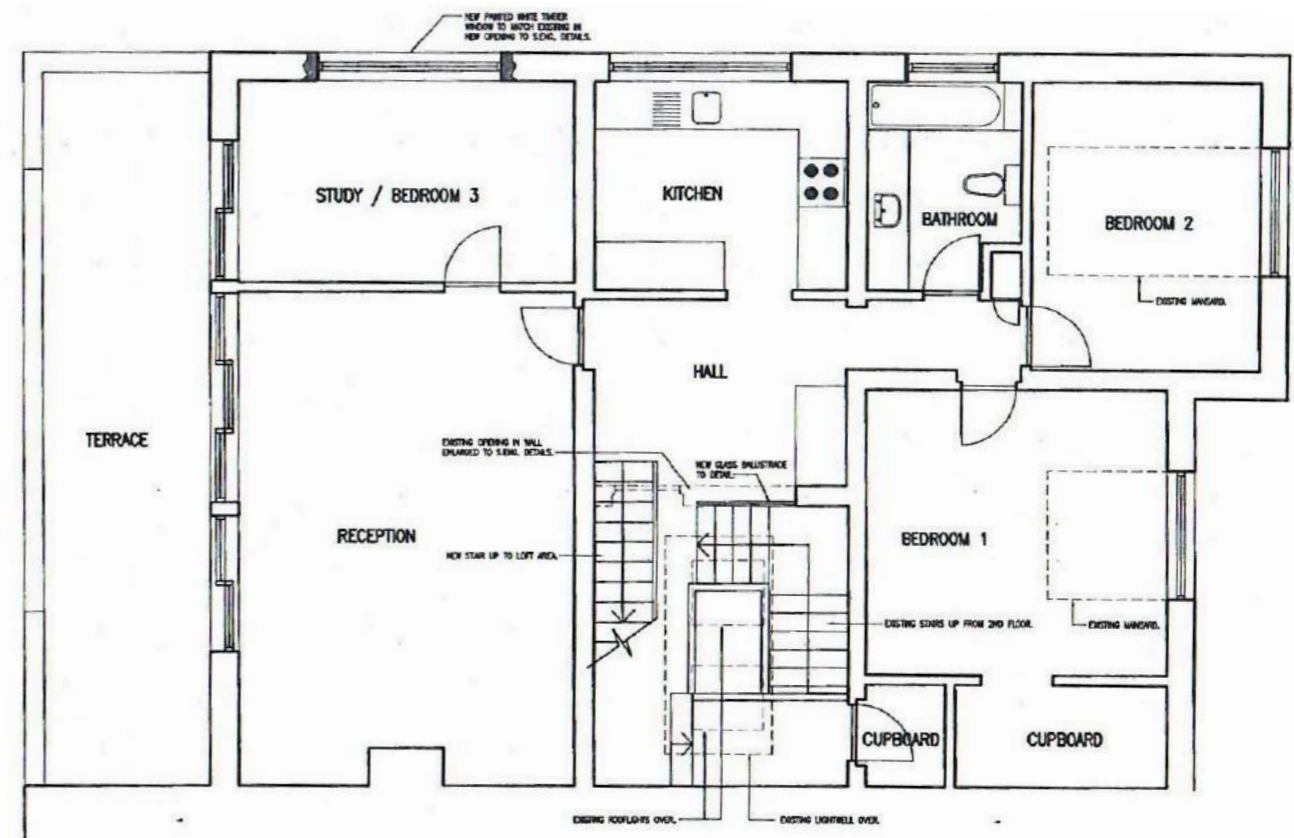 NEW PAINTED WHITE TIMBER
WINDOW TO MATCH EXISTING IN
NEW OPENING TO S.ENG. DETAILS.
STUDY / BEDROOM 3
KITCHEN
BATHROOM
BEDROOM 2
EXISTING MANSARD.
HALL
TERRACE
EXISTING OPENING IN WALL
ENLARGED TO S.ENG. DETAILS.
NEW GLASS BALUSTRADE
TO DETAIL.
RECEPTION
BEDROOM 1
NEW STAIR UP TO LOFT AREA.
EXISTING STAIRS UP FROM 2ND FLOOR.
EXISTING MANSARD.
CUPBOARD
CUPBOARD
EXISTING ROOFLIGHTS OVER.
EXISTING LIGHTWELL OVER.